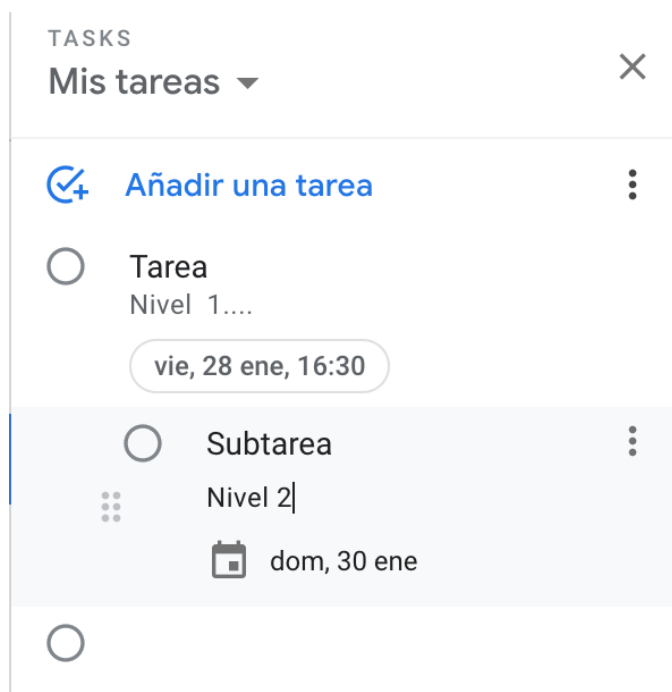 TASKS
Mis tareas
Añadir una tarea
Tarea
Nivel 1....
vie, 28 ene, 16:30
Subtarea
Nivel 2
dom, 30 ene